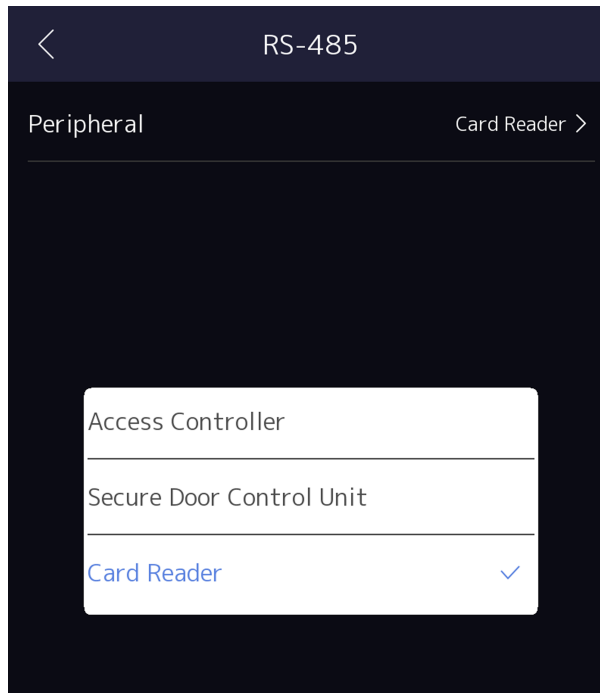 RS-485
Peripheral Card Reader
Access Controller
Secure Door Control Unit
Card Reader